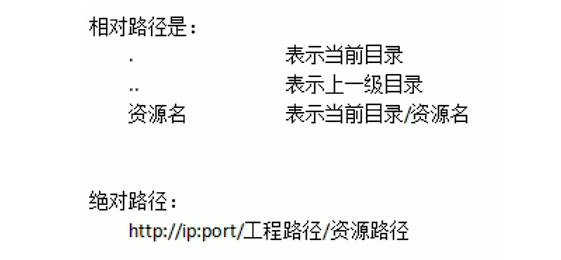 相对路径是：
. 表示当前目录
.. 表示上一级目录
资源名 表示当前目录/资源名
绝对路径：
http://ip:port/工程路径/资源路径